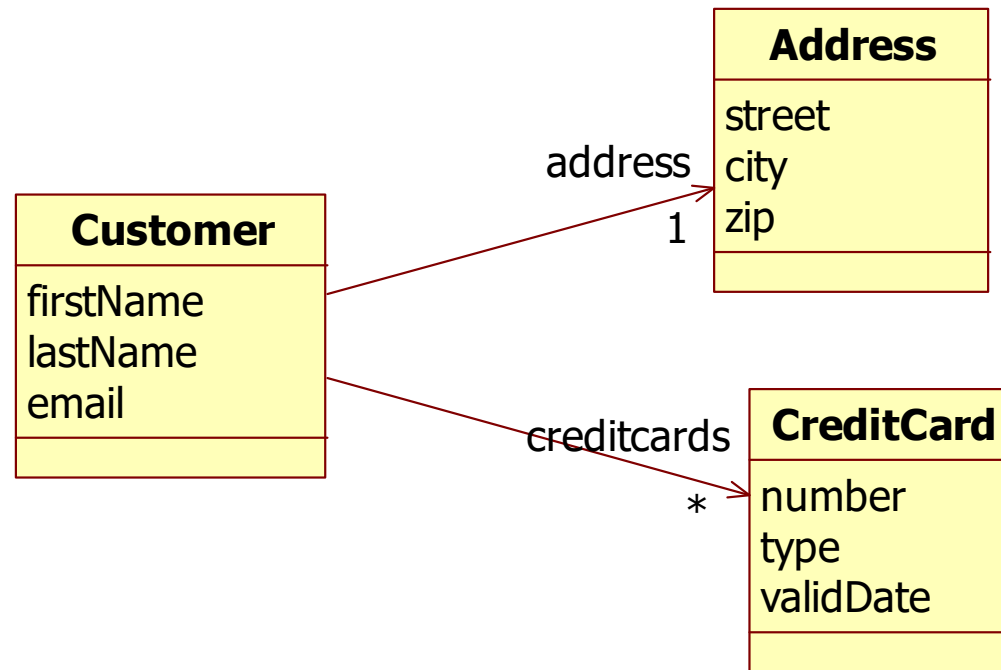 Address
street
city
zip
address
1
Customer
firstName
lastName
email
creditcards
*
CreditCard
number
type
validDate